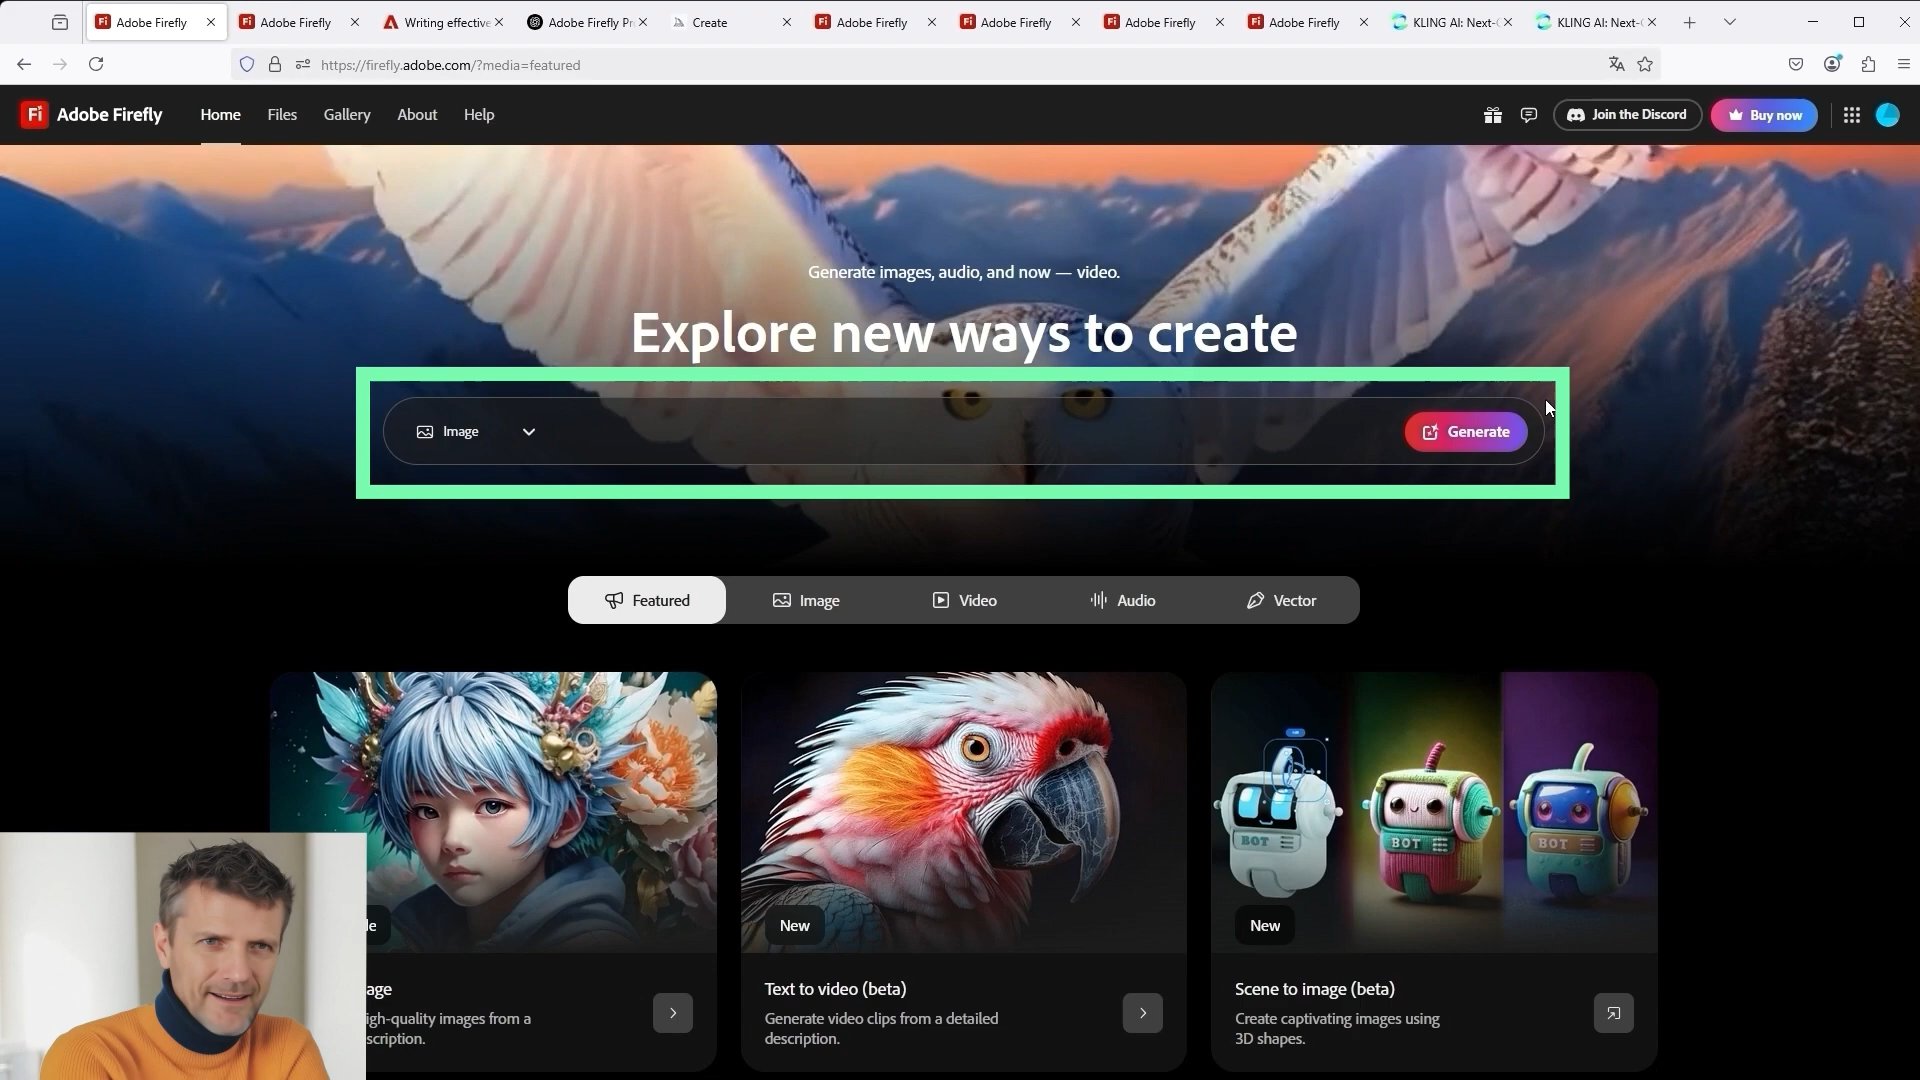 Adobe Firefly
Adobe Firefly
Writing effective
Adobe Firefly Pr
Create
Adobe Firefly
Adobe Firefly
Adobe Firefly
Adobe Firefly
KLING AI: Next-
KLING AI: Next-
https://firefly.adobe.com/?media=featured
Fi Adobe Firefly
Home
Files
Gallery
About
Help
Join the Discord
Buy now
Generate images, audio, and now — video.
Explore new ways to create
Image
Generate
Featured
Image
Video
Audio
Vector
BOT
BOT
BOT
New
New
age
igh-quality images from a
scription.
Text to video (beta)
Generate video clips from a detailed
description.
Scene to image (beta)
Create captivating images using
3D shapes.